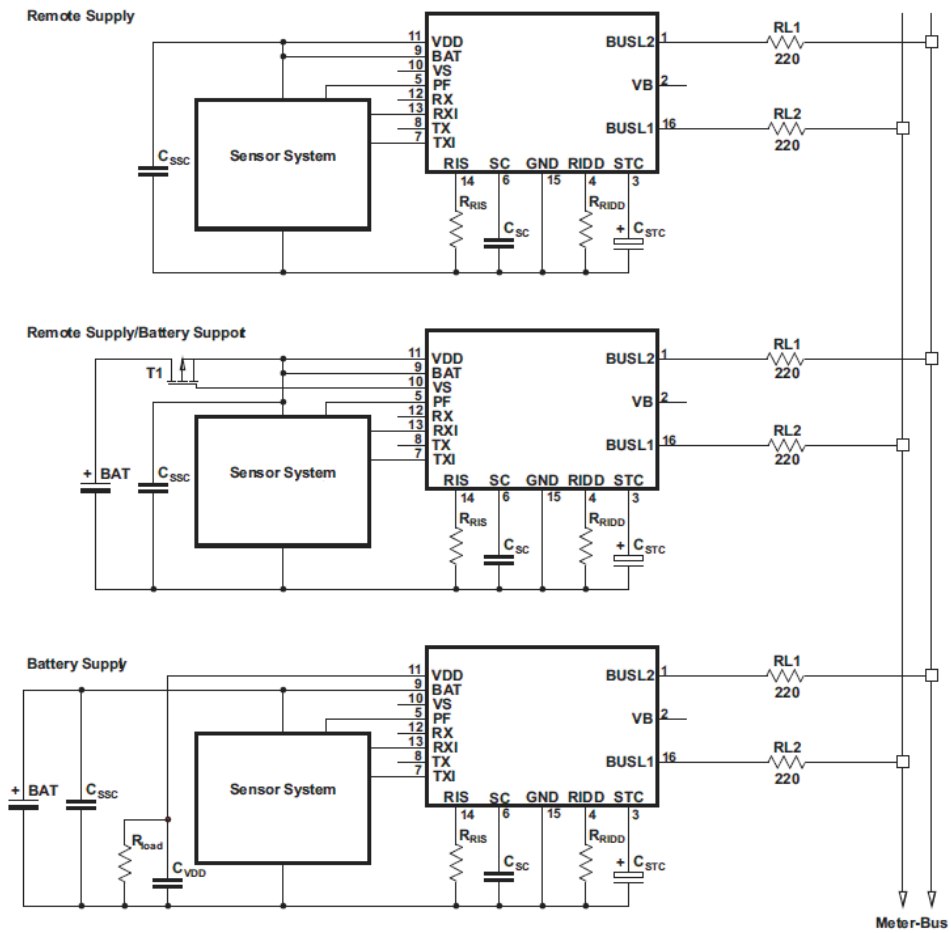 Remote Supply
11 VDD
9 BAT
10 VS
5 PF
12 RX
13 RXI
8 TX
7 TXI
BUSL2 1
VB 2
BUSL1 16
RL1
220
RL2
220
Sensor System
CSSC
RIS SC GND RIDD STC
14 6 15 4 3
RRIS
CSC
RRIDD
+ CSTC
Remote Supply/Battery Support
T1
11 VDD
9 BAT
10 VS
5 PF
12 RX
13 RXI
8 TX
7 TXI
BUSL2 1
VB 2
BUSL1 16
RL1
220
RL2
220
+ BAT
CSSC
Sensor System
RIS SC GND RIDD STC
14 6 15 4 3
RRIS
CSC
RRIDD
+ CSTC
Battery Supply
11 VDD
9 BAT
10 VS
5 PF
12 RX
13 RXI
8 TX
7 TXI
BUSL2 1
VB 2
BUSL1 16
RL1
220
RL2
220
+ BAT
CSSC
Sensor System
Rload
CVDD
RIS SC GND RIDD STC
14 6 15 4 3
RRIS
CSC
RRIDD
+ CSTC
Meter-Bus